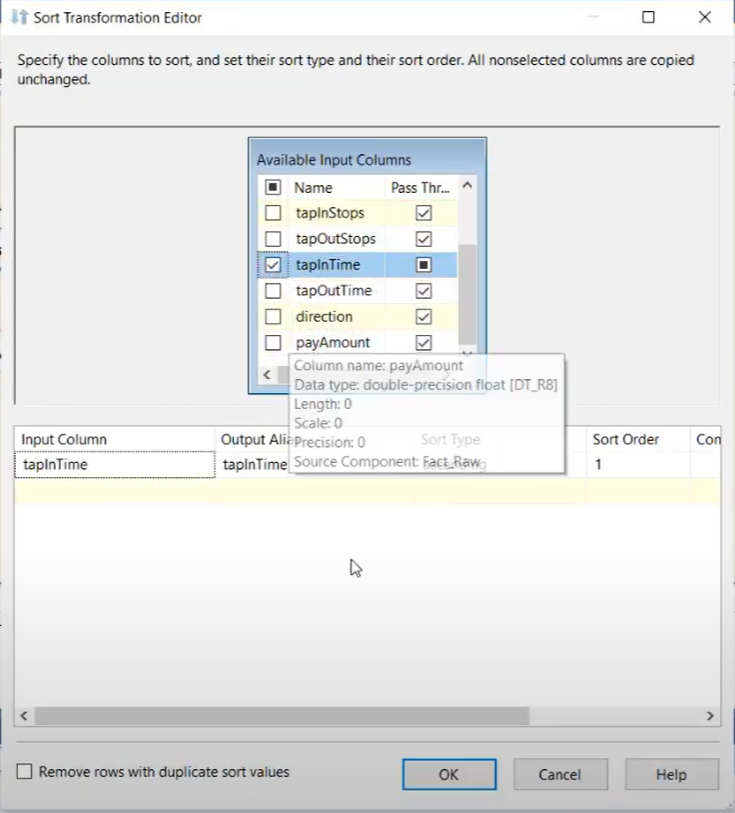 Sort Transformation Editor
Specify the columns to sort, and set their sort type and their sort order. All nonselected columns are copied
unchanged.
Available Input Columns
Name Pass Thr...
tapInStops
tapOutStops
tapInTime
tapOutTime
direction
payAmount
Column name: payAmount
Data type: double-precision float [DT_R8]
Length: 0
Scale: 0
Precision: 0
Source Component: Fact_Raw
Input Column Output Alia Sort Type Sort Order Con
tapInTime tapInTime 1
Remove rows with duplicate sort values
OK Cancel Help